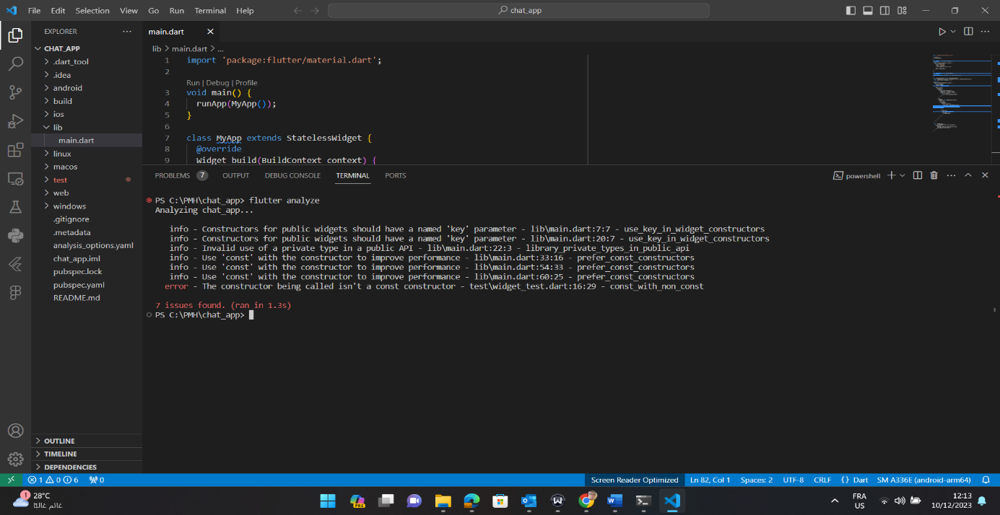 File Edit Selection View Go Run Terminal Help
chat_app
EXPLORER
CHAT_APP
.dart_tool
.idea
android
build
ios
lib
main.dart
linux
macos
test
web
windows
.gitignore
.metadata
analysis_options.yaml
chat_app.iml
pubspec.lock
pubspec.yaml
README.md
OUTLINE
TIMELINE
DEPENDENCIES
main.dart
lib > main.dart > ...
1 import 'package:flutter/material.dart';
2
Run | Debug | Profile
3 void main() {
4 runApp(MyApp());
5 }
6
7 class MyApp extends StatelessWidget {
8 @override
9 Widget build(BuildContext context) {
PROBLEMS 7 OUTPUT DEBUG CONSOLE TERMINAL PORTS
powershell
PS C:\PMH\chat_app> flutter analyze
Analyzing chat_app...
info - Constructors for public widgets should have a named 'key' parameter - lib\main.dart:7:7 - use_key_in_widget_constructors
info - Constructors for public widgets should have a named 'key' parameter - lib\main.dart:20:7 - use_key_in_widget_constructors
info - Invalid use of a private type in a public API - lib\main.dart:22:3 - library_private_types_in_public_api
info - Use 'const' with the constructor to improve performance - lib\main.dart:33:16 - prefer_const_constructors
info - Use 'const' with the constructor to improve performance - lib\main.dart:54:33 - prefer_const_constructors
info - Use 'const' with the constructor to improve performance - lib\main.dart:60:25 - prefer_const_constructors
error - The constructor being called isn't a const constructor - test\widget_test.dart:16:29 - const_with_non_const
7 issues found. (ran in 1.3s)
PS C:\PMH\chat_app>
1 0 6 0
Screen Reader Optimized Ln 82, Col 1 Spaces: 2 UTF-8 CRLF {} Dart SM A336E (android-arm64)
1
28°C
غائم غالبًا
PRE
FRA
US
12:13
10/12/2023